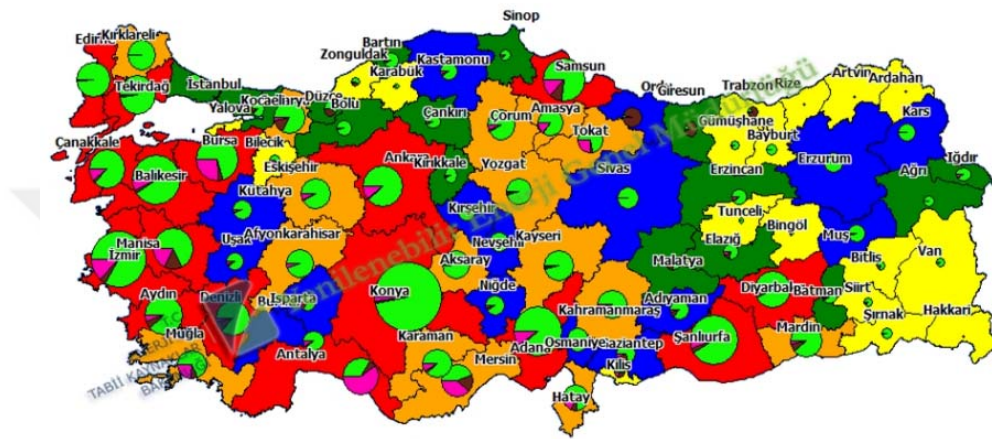 Sinop
Edirne
Kırklareli
Bartın
Zonguldak
Kastamonu
Samsun
Karabük
Tekirdağ
İstanbul
Artvin
Ardahan
Trabzon
Rize
Giresun
Yalova
Düzce
Bolu
Çankırı
Çorum
Amasya
Tokat
Gümüşhane
Bayburt
Kars
Çanakkale
Bursa
Bilecik
Balıkesir
Eskişehir
Ankara
Kırıkkale
Yozgat
Sivas
Erzincan
Erzurum
Ağrı
Iğdır
Kütahya
Kırşehir
Tunceli
Bingöl
Muş
Manisa
Uşak
Afyonkarahisar
Nevşehir
Kayseri
Elazığ
Bitlis
Van
İzmir
Aksaray
Malatya
Aydın
Denizli
Isparta
Konya
Niğde
Kahramanmaraş
Adıyaman
Diyarbakır
Batman
Siirt
Şırnak
Hakkari
Muğla
Antalya
Karaman
Mersin
Adana
Osmaniye
Gaziantep
Kilis
Şanlıurfa
Mardin
Hatay
Yenilenebilir Enerji Genel Müdürlüğü